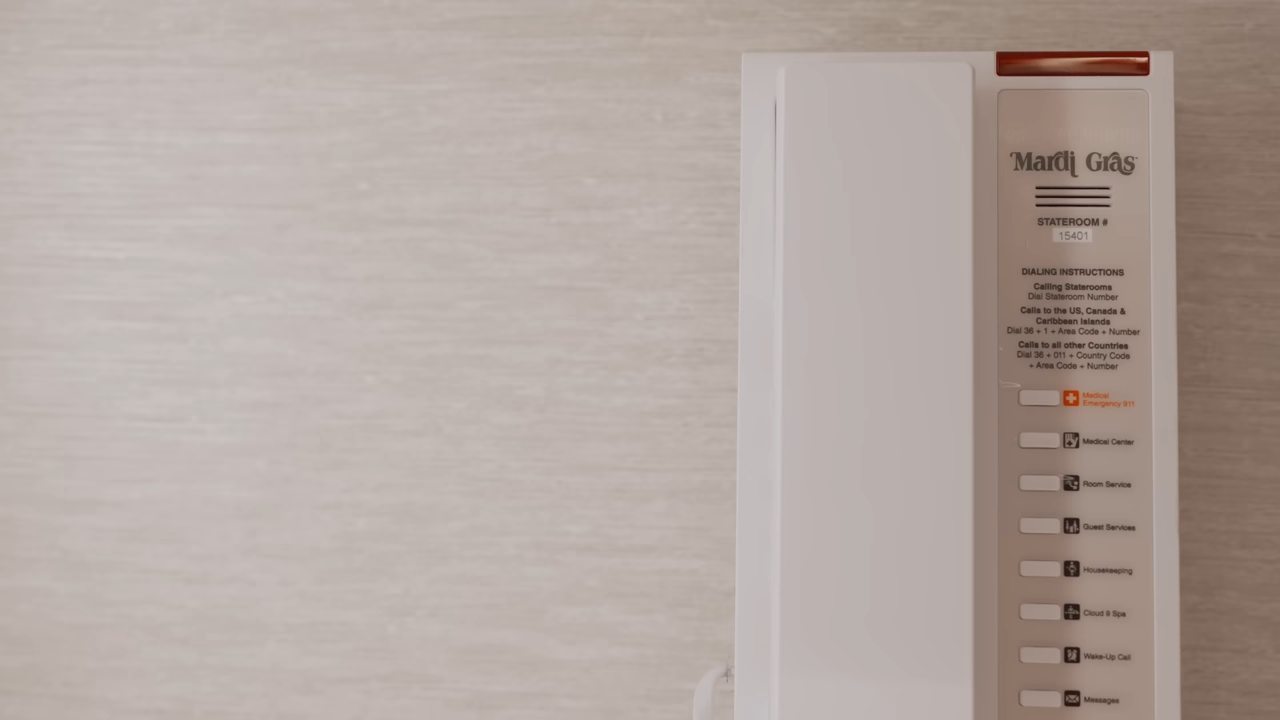 Mardi Gras
STATEROOM #
15401
DIALING INSTRUCTIONS
Calling Staterooms
Dial Stateroom Number
Calls to the US, Canada &
Caribbean Islands
Dial 36 + 1 + Area Code + Number
Calls to all other Countries
Dial 36 + 011 + Country Code
+ Area Code + Number
Medical
Emergency 911
Medical Center
Room Service
Guest Services
Housekeeping
Cloud 9 Spa
Wake-Up Call
Messages